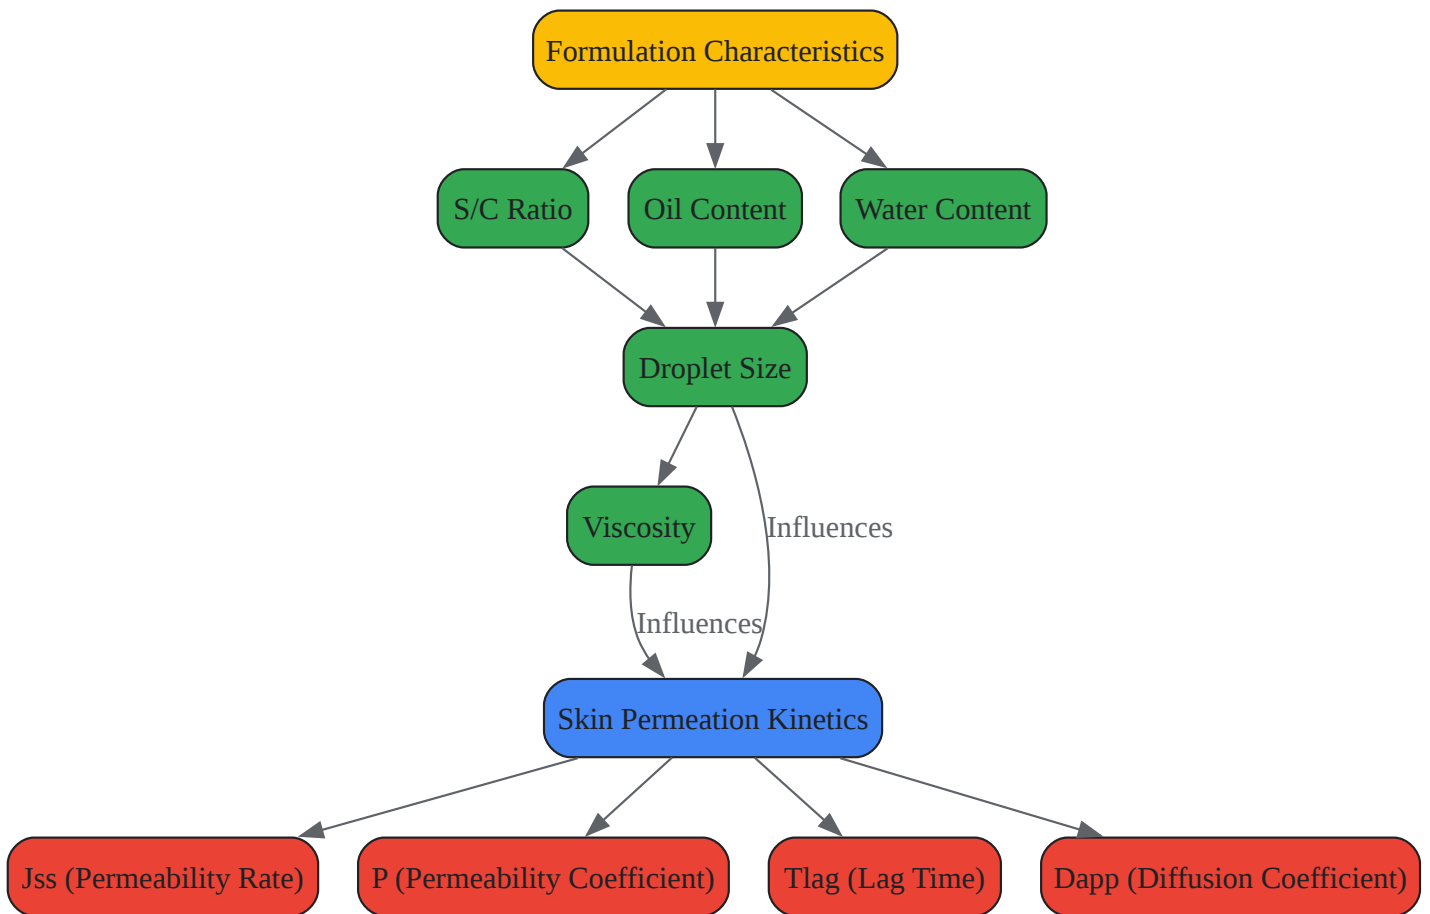 Formulation Characteristics
S/C Ratio
Oil Content
Water Content
Droplet Size
Viscosity
Influences
Influences
Skin Permeation Kinetics
Jss (Permeability Rate)
P (Permeability Coefficient)
Tlag (Lag Time)
Dapp (Diffusion Coefficient)